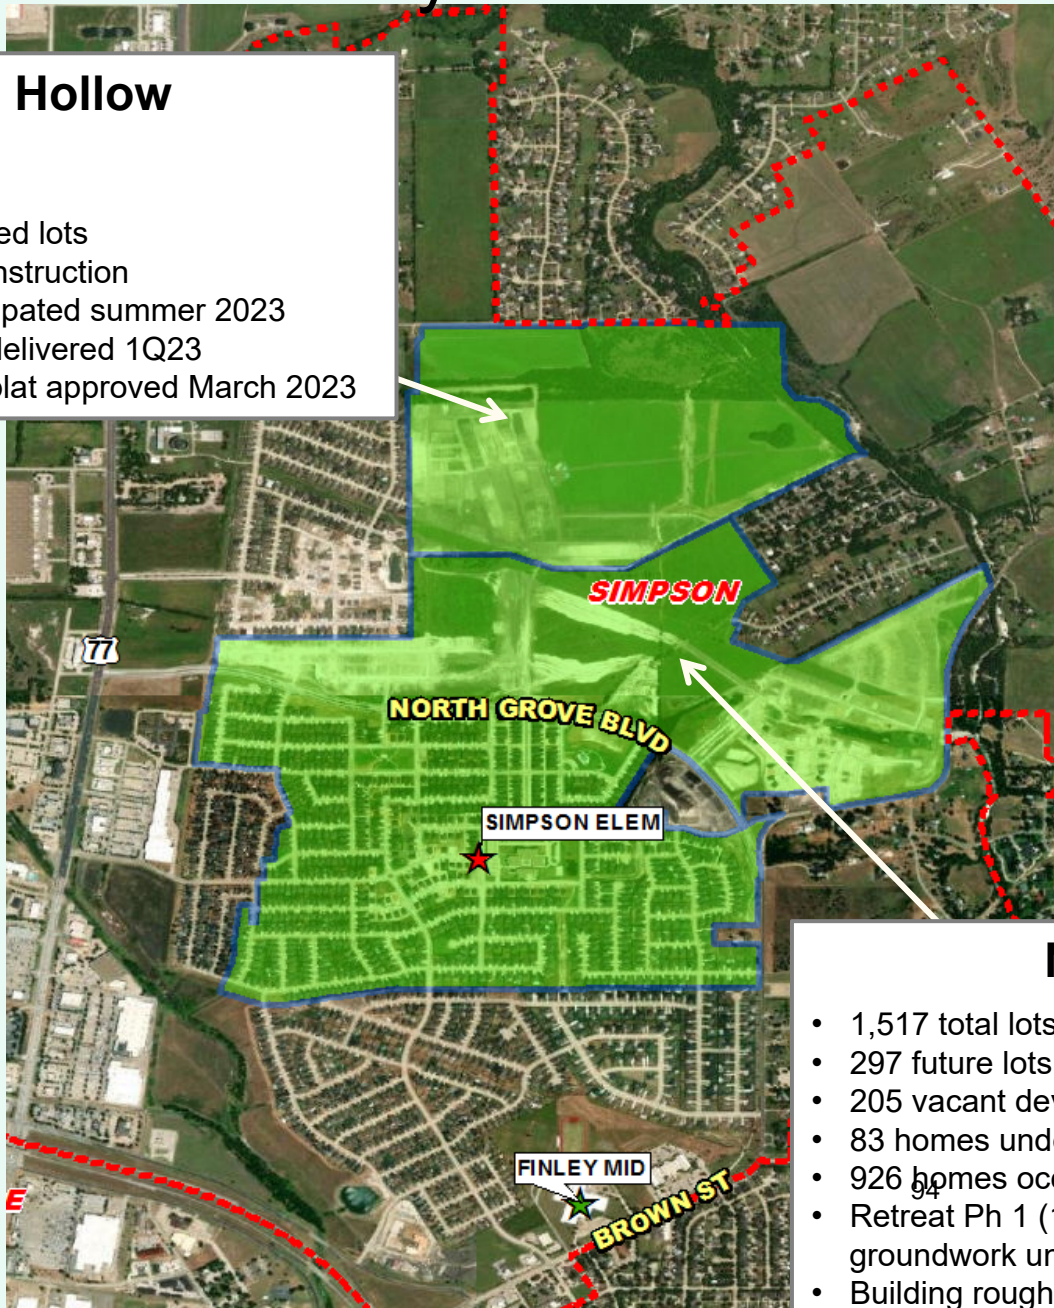 Hollow
ed lots
nstruction
pated summer 2023
delivered 1Q23
plat approved March 2023
SIMPSON
77
NORTH GROVE BLVD
SIMPSON ELEM
1,517 total lots
297 future lots
205 vacant dev
83 homes und
926 homes occ
94
Retreat Ph 1 (
groundwork un
Building rough
FINLEY MID
BROWN ST
E